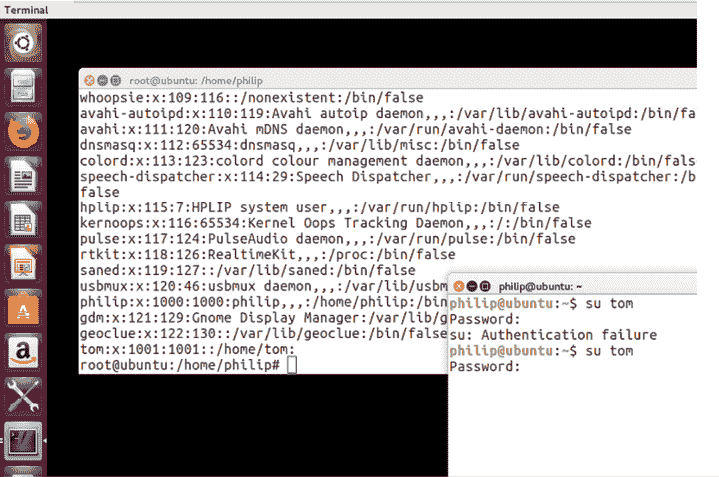 Terminal
root@ubuntu: /home/philip
whoopsie:x:109:116::/nonexistent:/bin/false
avahi-autoipd:x:110:119:Avahi autoip daemon,,,:/var/lib/avahi-autoipd:/bin/fa
avahi:x:111:120:Avahi mDNS daemon,,,:/var/run/avahi-daemon:/bin/false
dnsmasq:x:112:65534:dnsmasq,,,:/var/lib/misc:/bin/false
colord:x:113:123:colord colour management daemon,,,:/var/lib/colord:/bin/fals
speech-dispatcher:x:114:29:Speech Dispatcher,,,:/var/run/speech-dispatcher:/b
false
hplip:x:115:7:HPLIP system user,,,:/var/run/hplip:/bin/false
kernoops:x:116:65534:Kernel Oops Tracking Daemon,,,:/:/bin/false
pulse:x:117:124:PulseAudio daemon,,,:/var/run/pulse:/bin/false
rtkit:x:118:126:RealtimeKit,,,:/proc:/bin/false
saned:x:119:127::/var/lib/saned:/bin/false
usbmux:x:120:46:usbmux daemon,,,:/var/lib/usbm
philip:x:1000:1000:philip,,,:/home/philip:/bin
gdm:x:121:129:Gnome Display Manager:/var/lib/g
geoclue:x:122:130::/var/lib/geoclue:/bin/false
tom:x:1001:1001::/home/tom:
root@ubuntu:/home/philip#
philip@ubuntu: ~
philip@ubuntu:~$ su tom
Password:
su: Authentication failure
philip@ubuntu:~$ su tom
Password: